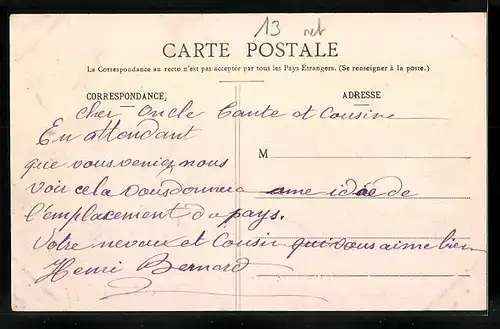 13 net
CARTE POSTALE
La Correspondance au recto n'est pas acceptée par tous les Pays Étrangers. (Se renseigner à la poste.)
CORRESPONDANCE
ADRESSE
Cher Oncle Tante et Cousine
En attendant
que vous veniez nous
M
voir cela vous donnera une idée de
l'emplacement du pays.
Votre neveux et Cousin qui vous aime bien
Henri Bernard